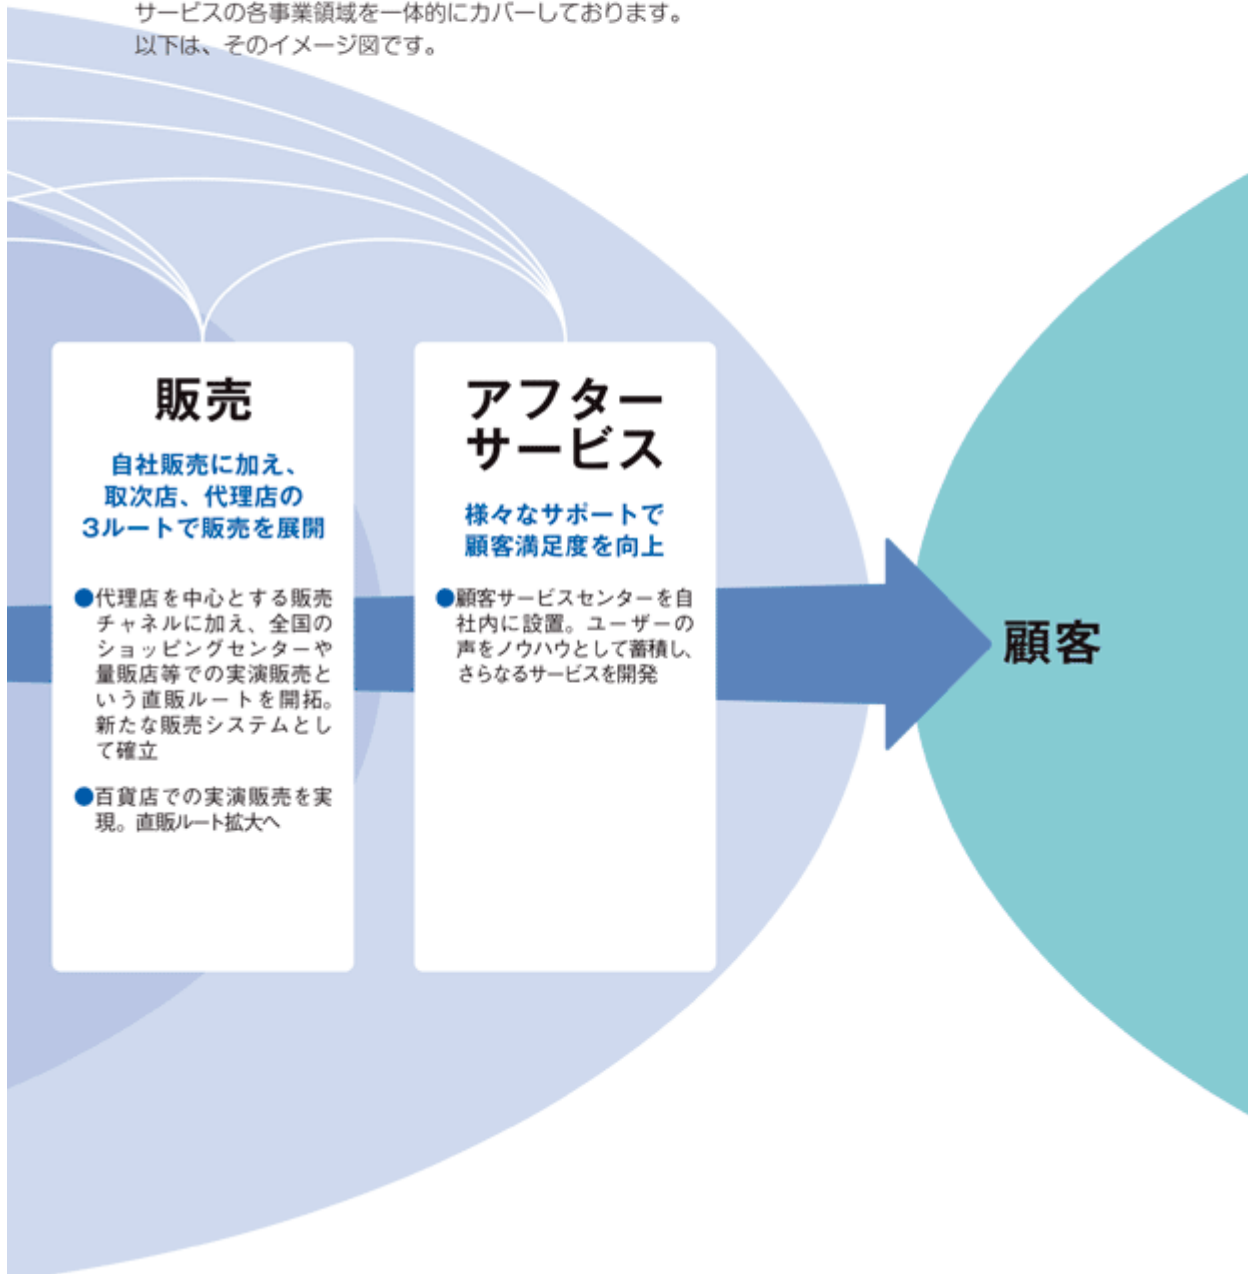 サービスの各事業領域を一体的にカバーしております。
以下は、そのイメージ図です。
販売
自社販売に加え、
取次店、代理店の
3ルートで販売を展開
●代理店を中心とする販売
チャネルに加え、全国の
ショッピングセンターや
量販店等での実演販売と
いう直販ルートを開拓。
新たな販売システムとし
て確立
●百貨店での実演販売を実
現。直販ルート拡大へ
アフター
サービス
様々なサポートで
顧客満足度を向上
●顧客サービスセンターを自
社内に設置。ユーザーの
声をノウハウとして蓄積し、
さらなるサービスを開発
顧客